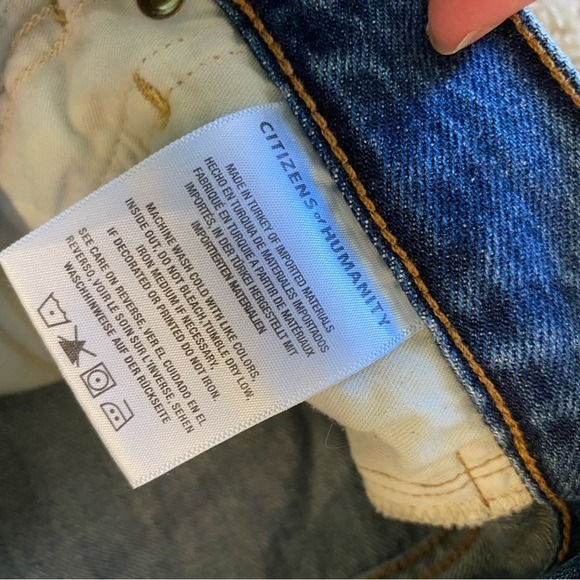 CITIZENS of HUMANITY
MADE IN TURKEY OF IMPORTED MATERIALS
HECHO EN TURQUIA DE MATERIALES IMPORTADOS
FABRIQUE EN TURQUIE A PARTIR DE MATÉRIAUX
IMPORTÉS. IN DER TÜRKEI HERGESTELLT MIT
IMPORTIERTEN MATERIALIEN
MACHINE WASH COLD WITH LIKE COLORS,
INSIDE OUT. DO NOT BLEACH.TUMBLE DRY LOW.
IRON MEDIUM IF NECESSARY,
IF DECORATED OR PRINTED DO NOT IRON.
SEE CARE ON REVERSE. VER EL CUIDADO EN EL
REVERSO, VOIR LE SOIN SUR L'INVERSE. SEHEN
WASCHHINWEISE AUF DER RÜCKSEITE